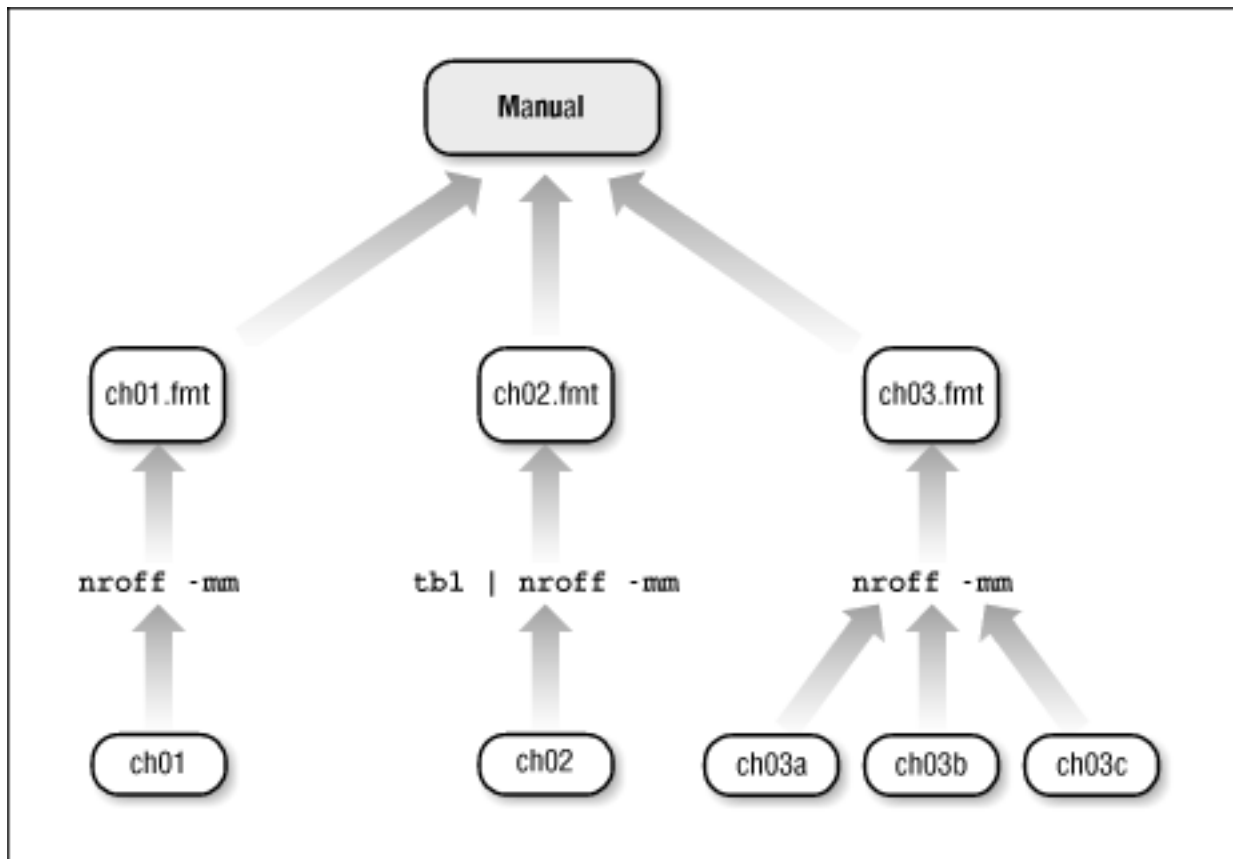 Manual
ch01.fmt
ch02.fmt
ch03.fmt
nroff -mm
tbl | nroff -mm
nroff -mm
ch01
ch02
ch03a
ch03b
ch03c